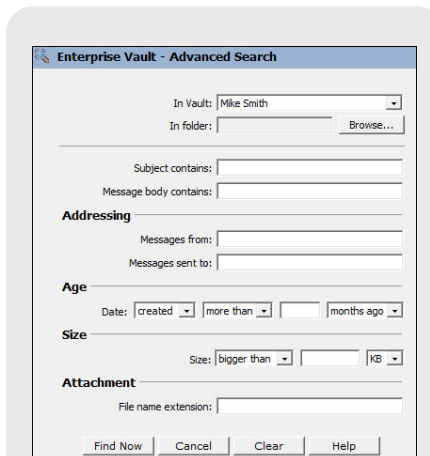 Enterprise Vault - Advanced Search
In Vault: Mike Smith
In folder: Browse...
Subject contains:
Message body contains:
Addressing
Messages from:
Messages sent to:
Age
Date: created more than months ago
Size
Size: bigger than KB
Attachment
File name extension:
Find Now Cancel Clear Help